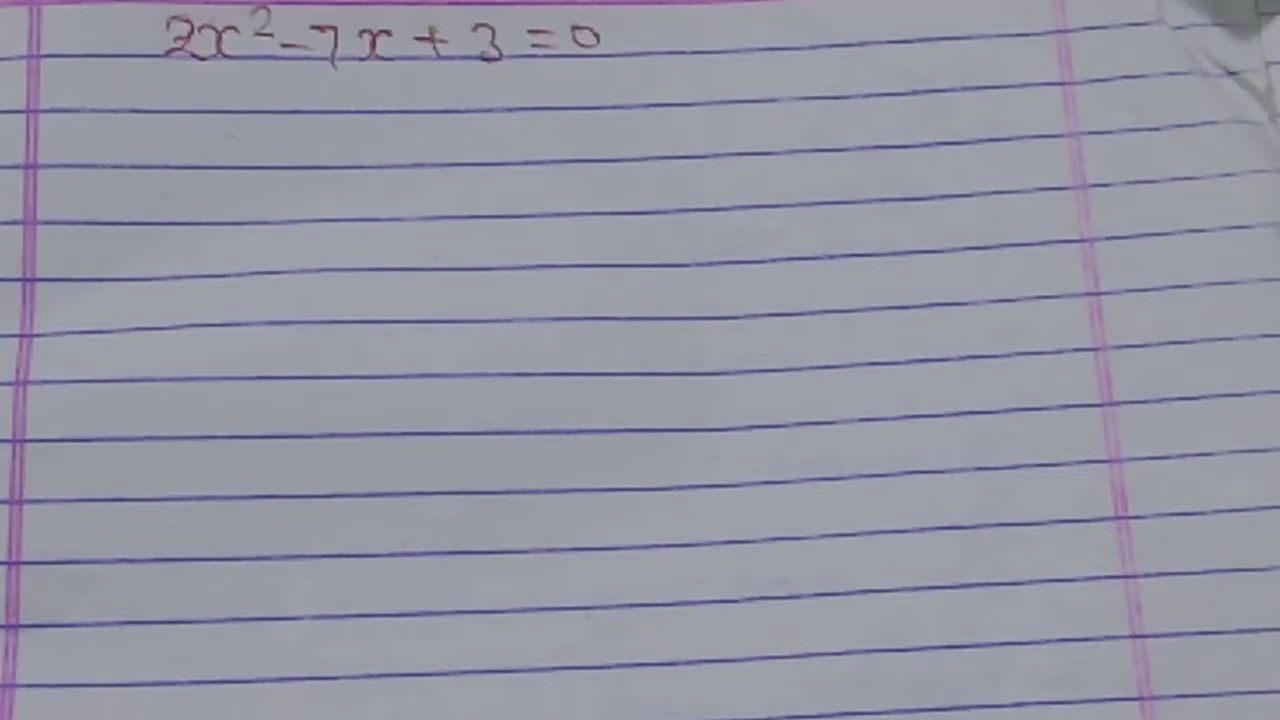 2x² - 7x + 3 = 0